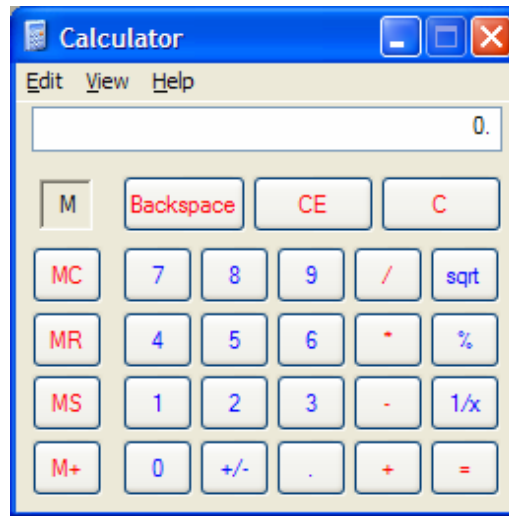 Calculator
Edit View Help
0.
M Backspace CE C
MC 7 8 9 / sqrt
MR 4 5 6 * %
MS 1 2 3 - 1/x
M+ 0 +/- . + =